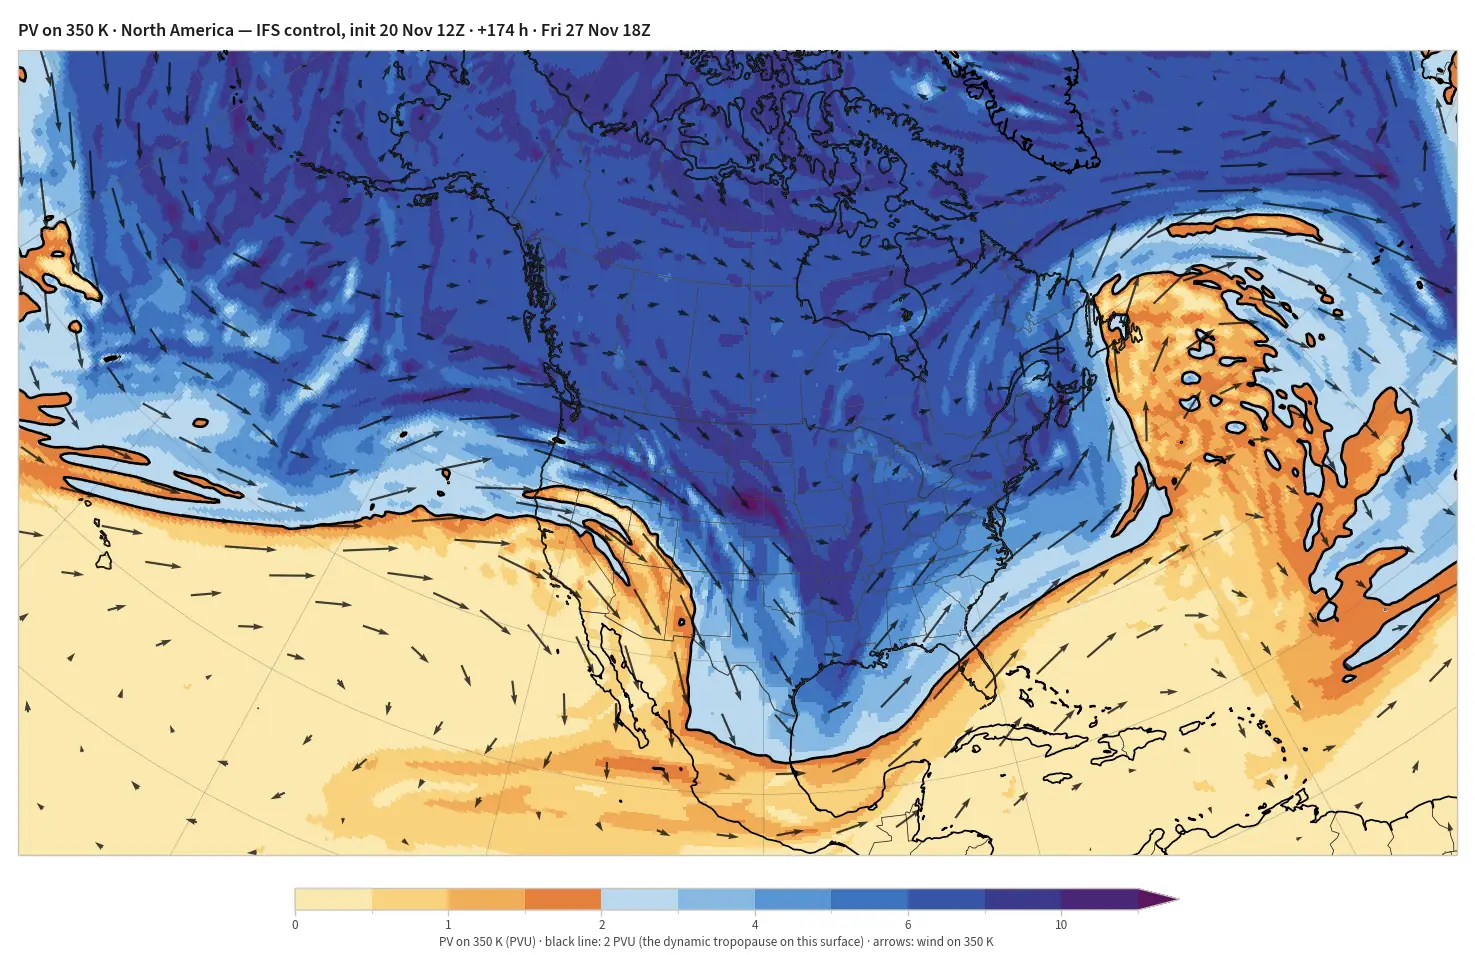 PV on 350 K · North America — IFS control, init 20 Nov 12Z · +174 h · Fri 27 Nov 18Z
0 1 2 4 6 10
PV on 350 K (PVU) · black line: 2 PVU (the dynamic tropopause on this surface) · arrows: wind on 350 K